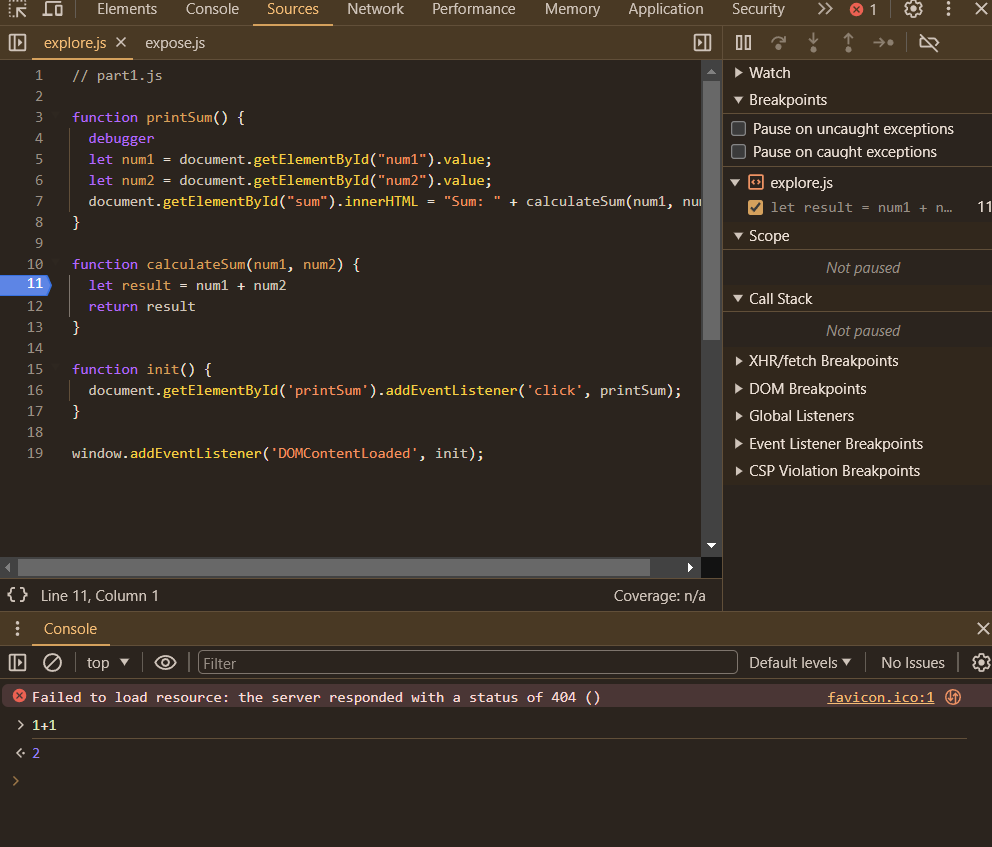 Elements Console Sources Network Performance Memory Application Security 1
explore.js expose.js
1 // part1.js
2
3 function printSum() {
4 debugger
5 let num1 = document.getElementById("num1").value;
6 let num2 = document.getElementById("num2").value;
7 document.getElementById("sum").innerHTML = "Sum: " + calculateSum(num1, nu
8 }
9
10 function calculateSum(num1, num2) {
11 let result = num1 + num2
12 return result
13 }
14
15 function init() {
16 document.getElementById('printSum').addEventListener('click', printSum);
17 }
18
19 window.addEventListener('DOMContentLoaded', init);
{} Line 11, Column 1 Coverage: n/a
Watch
Breakpoints
Pause on uncaught exceptions
Pause on caught exceptions
explore.js
let result = num1 + n… 11
Scope
Not paused
Call Stack
Not paused
XHR/fetch Breakpoints
DOM Breakpoints
Global Listeners
Event Listener Breakpoints
CSP Violation Breakpoints
Console
top Filter Default levels No Issues
Failed to load resource: the server responded with a status of 404 () favicon.ico:1
> 1+1
2
>